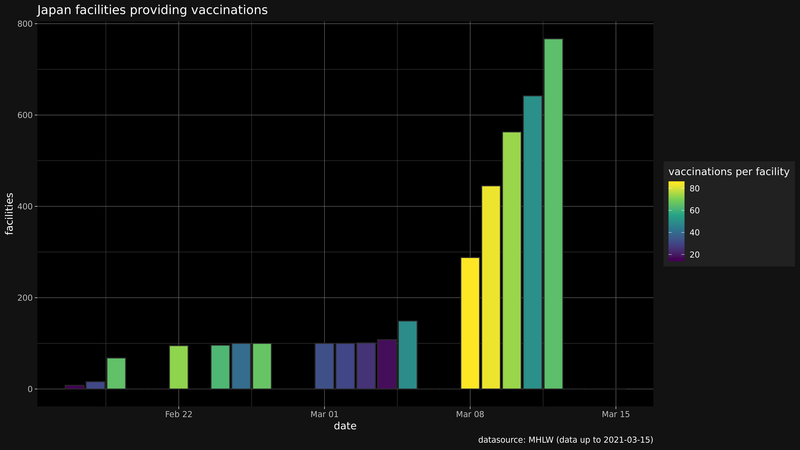 Japan facilities providing vaccinations
800
600
400
200
0
facilities
Feb 22
Mar 01
Mar 08
Mar 15
date
vaccinations per facility
80
60
40
20
datasource: MHLW (data up to 2021-03-15)